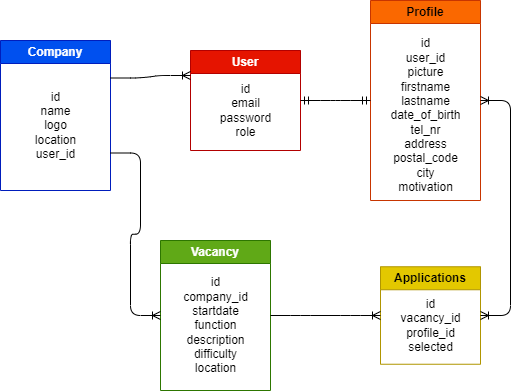 Company
id
name
logo
location
user_id
User
id
email
password
role
Profile
id
user_id
picture
firstname
lastname
date_of_birth
tel_nr
address
postal_code
city
motivation
Vacancy
id
company_id
startdate
function
description
difficulty
location
Applications
id
vacancy_id
profile_id
selected